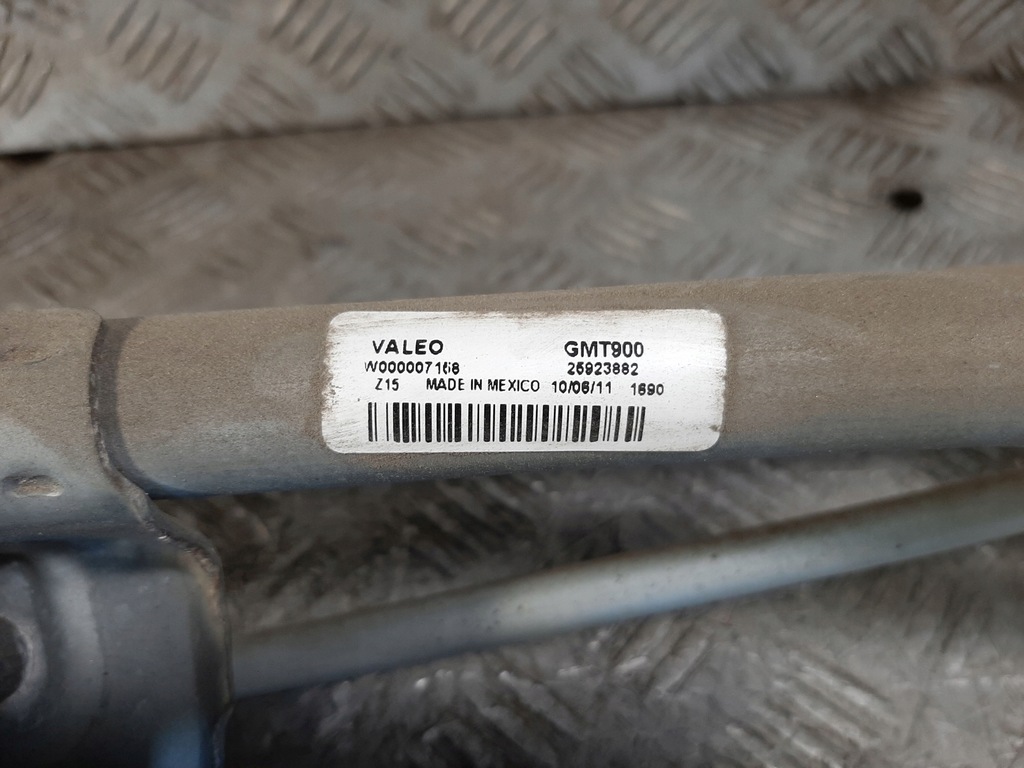 VALEO GMT900
W000007168 25923882
Z15 MADE IN MEXICO 10/06/11 1690